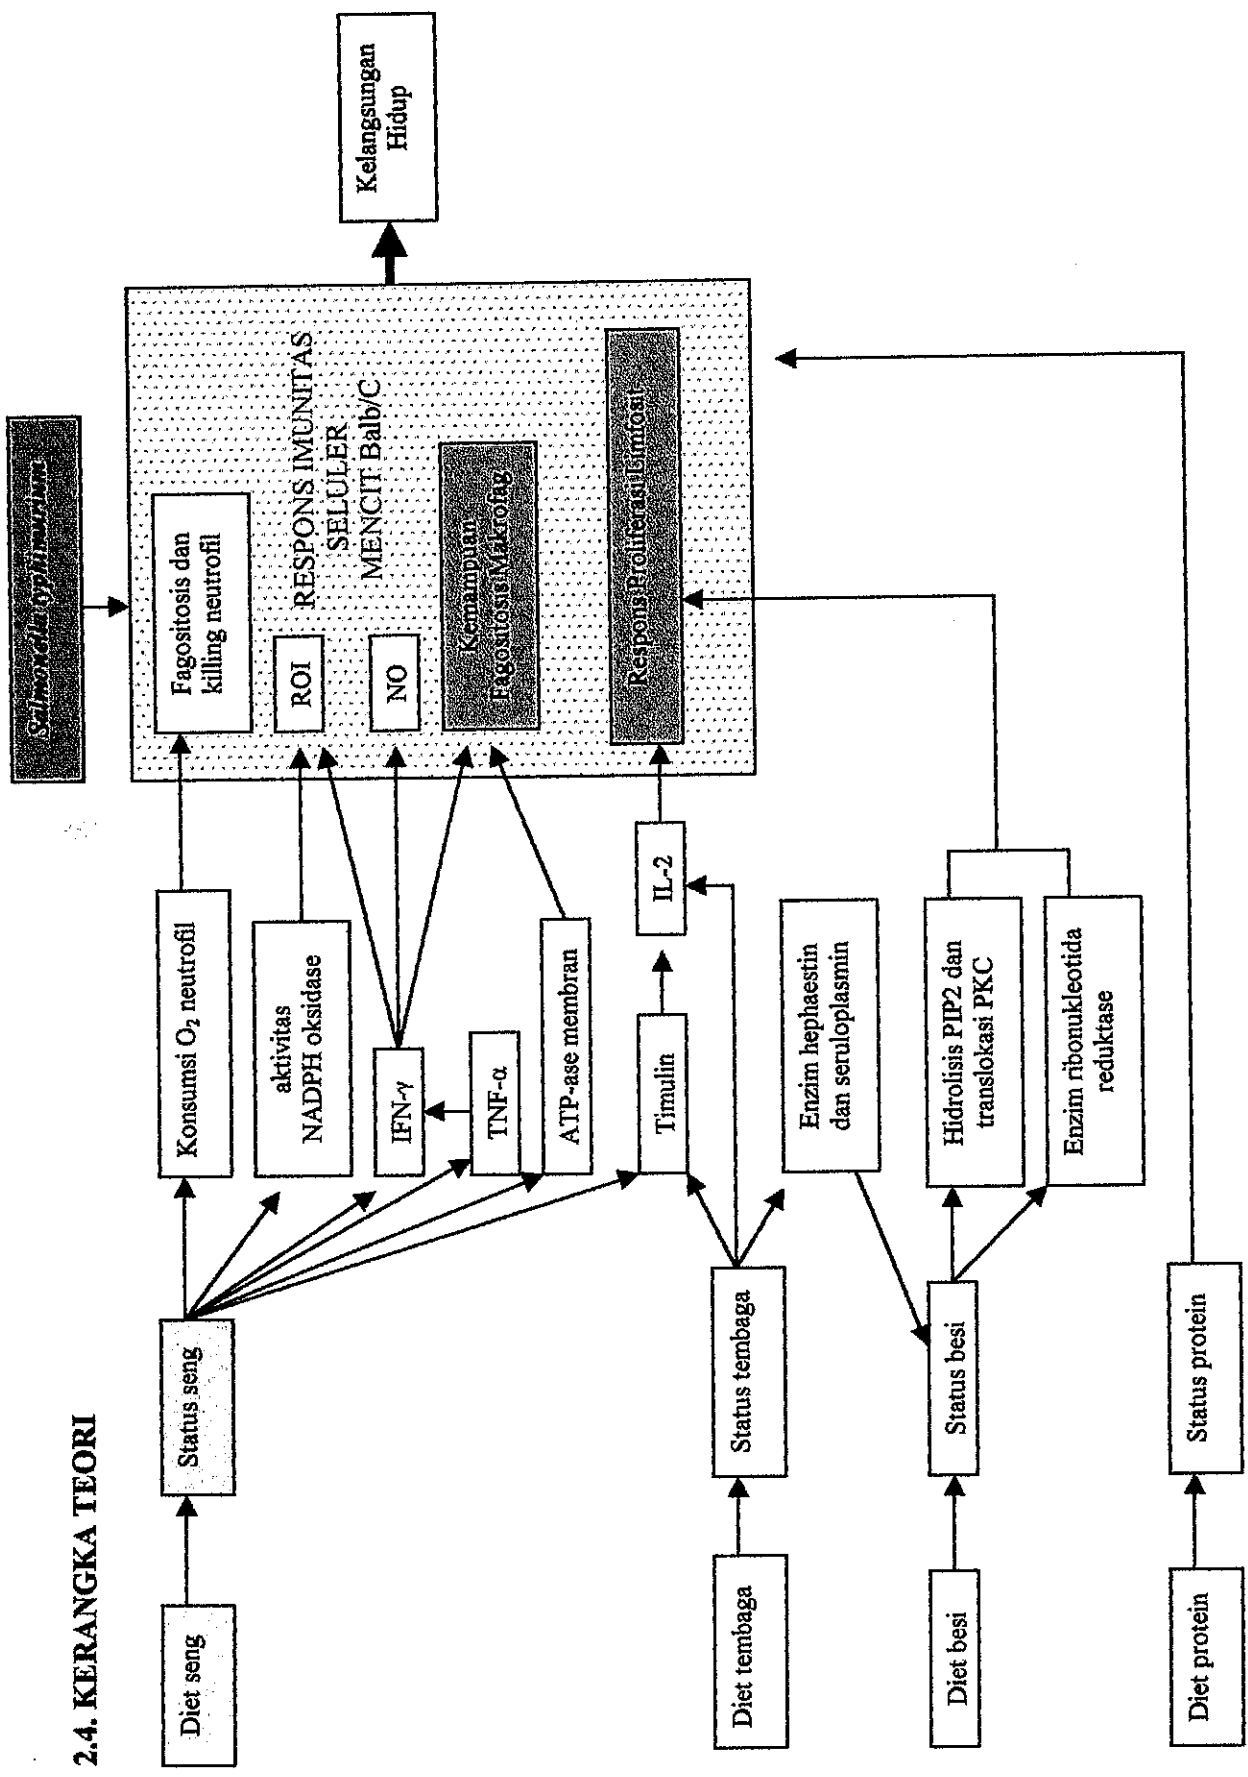 2.4. KERANGKA TEORI
Diet seng
Status seng
Konsumsi O₂ neutrofil
aktivitas
NADPH oksidase
IFN-γ
TNF-α
ATP-ase membran
Timulin
IL-2
Diet tembaga
Status tembaga
Enzim hephaestin
dan seruloplasmin
Diet besi
Status besi
Hidrolisis PIP2 dan
translokasi PKC
Enzim ribonukleotida
reduktase
Diet protein
Status protein
Salmonella typhimurium
Fagositosis dan
killing neutrofil
ROI
NO
RESPONS IMUNITAS
SELULER
MENCIT Balb/C
Kemampuan
Fagositosis Makrofag
Respons Proliferasi Limfosit
Kelangsungan
Hidup